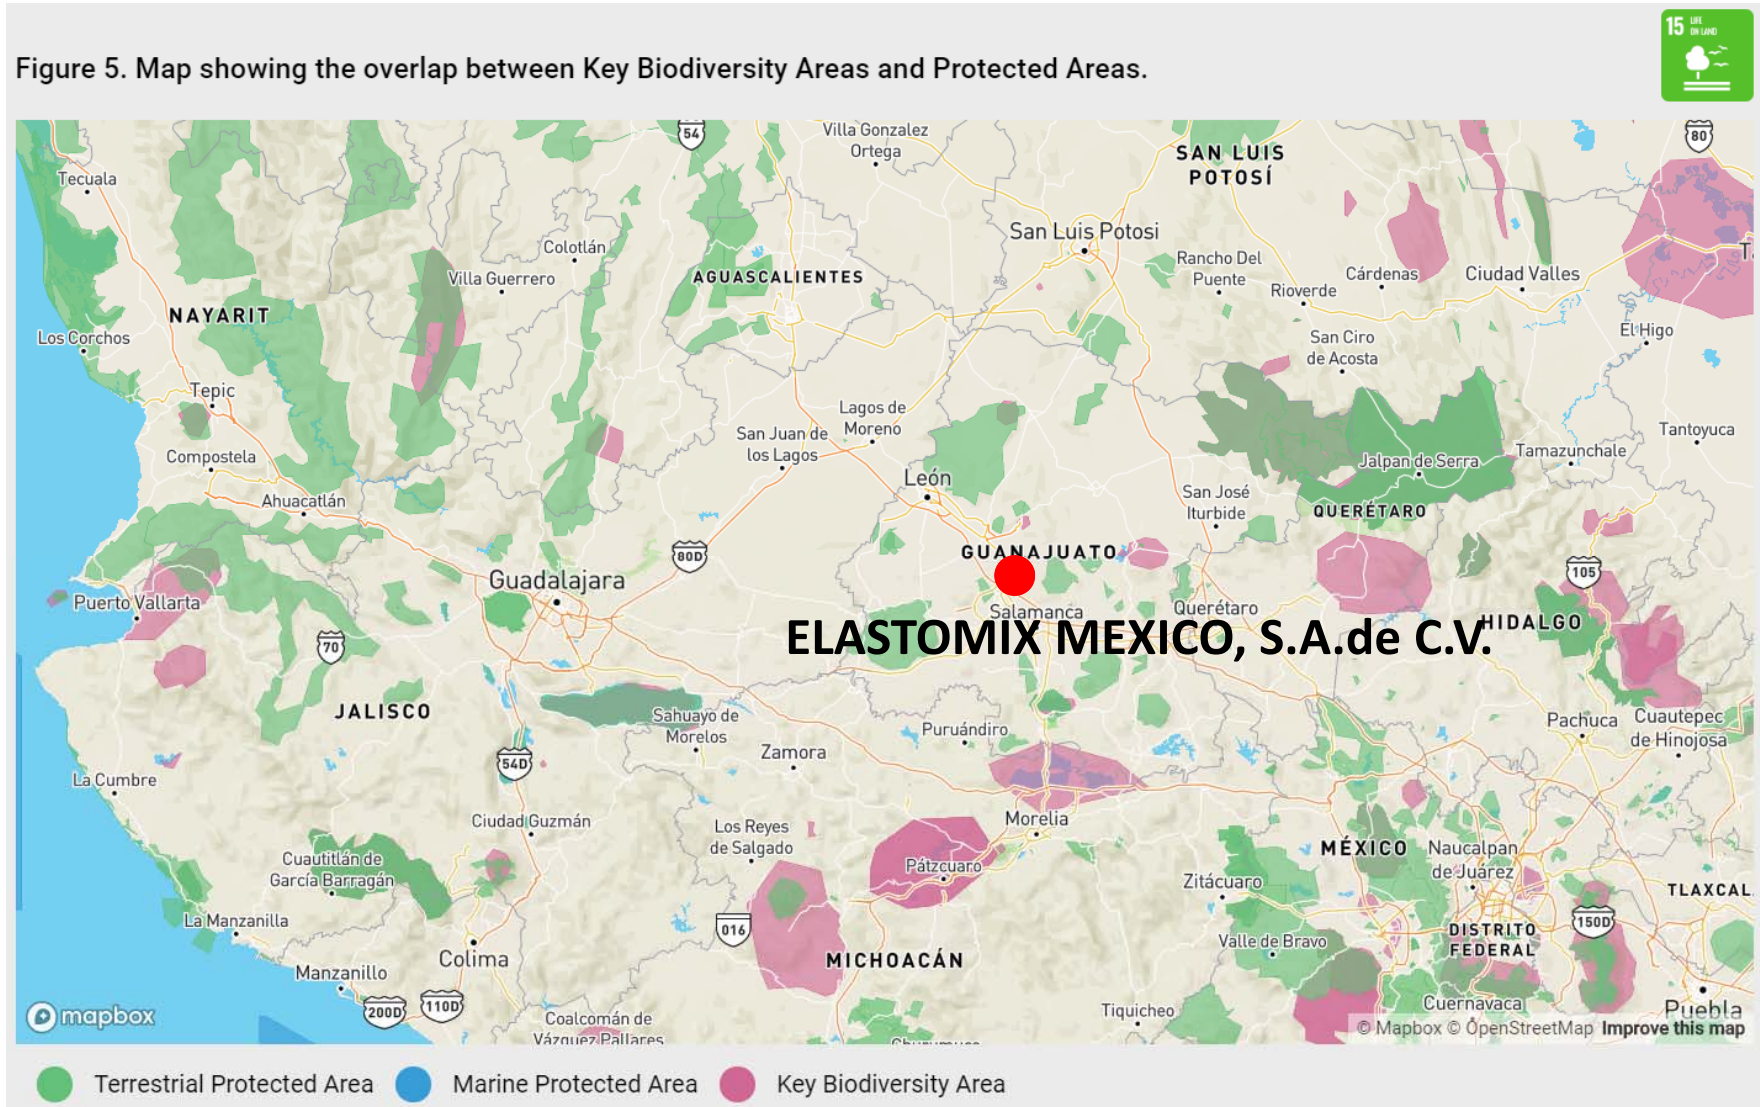 15 LIFE
ON LAND
Figure 5. Map showing the overlap between Key Biodiversity Areas and Protected Areas.
54
Villa Gonzalez
Ortega
SAN LUIS
POTOSÍ
80
Tecuala
San Luis Potosi
Colotlán
Villa Guerrero
AGUASCALIENTES
Rancho Del
Puente
Rioverde
Cárdenas
Ciudad Valles
NAYARIT
Los Corchos
San Ciro
de Acosta
El Higo
Tepic
Lagos de
Moreno
San Juan de
los Lagos
Compostela
Tantoyuca
Tamazunchale
Jalpan de Serra
León
Ahuacatlán
San José
Iturbide
QUERÉTARO
80D
GUANAJUATO
105
Guadalajara
Puerto Vallarta
Salamanca
Querétaro
HIDALGO
ELASTOMIX MEXICO, S.A.de C.V.
70
JALISCO
Sahuayo de
Morelos
Puruándiro
Pachuca
Cuautepec
de Hinojosa
Zamora
54D
La Cumbre
Ciudad Guzmán
Los Reyes
de Salgado
Morelia
MÉXICO
Naucalpan
de Juárez
Cuautitlán de
García Barragán
Pátzcuaro
Zitácuaro
TLAXCAL
La Manzanilla
016
150D
DISTRITO
FEDERAL
Valle de Bravo
Colima
MICHOACÁN
Manzanillo
200D
110D
Coalcomán de
Vázquez Pallares
Tiquicheo
Cuernavaca
Puebla
Churumuco
mapbox
© Mapbox © OpenStreetMap Improve this map
Terrestrial Protected Area
Marine Protected Area
Key Biodiversity Area